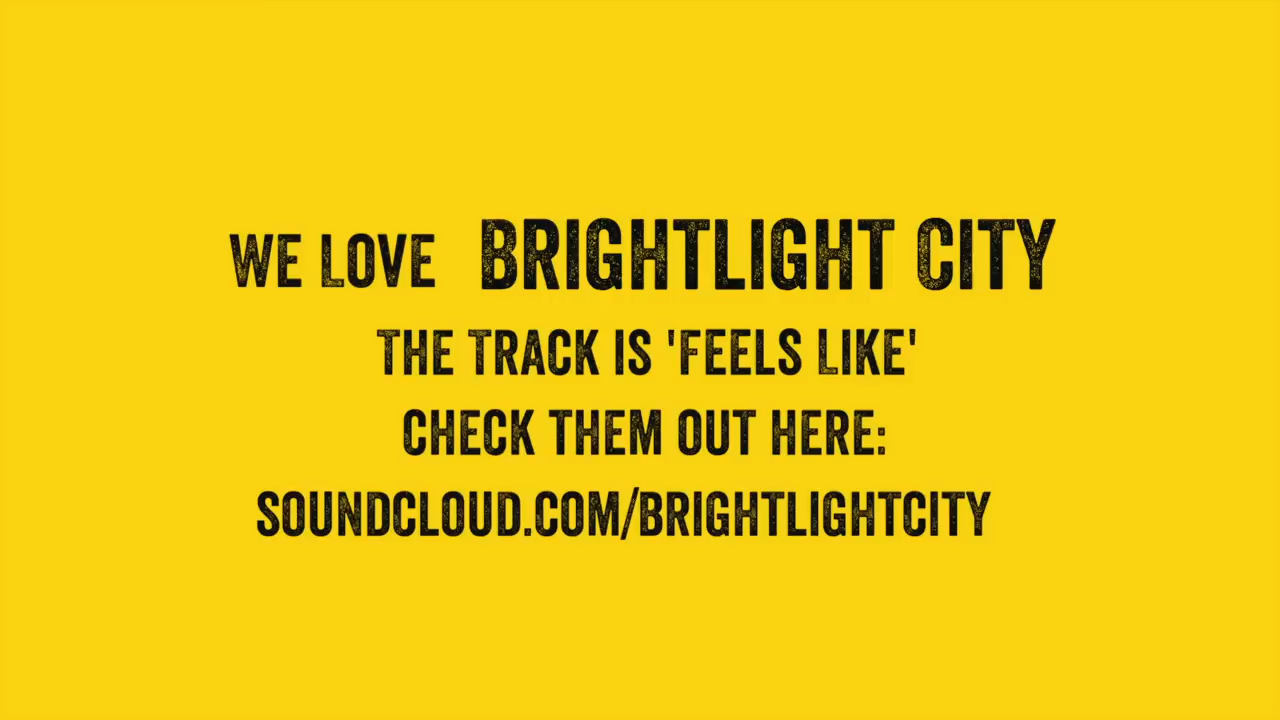 WE LOVE BRIGHTLIGHT CITY
THE TRACK IS 'FEELS LIKE'
CHECK THEM OUT HERE:
SOUNDCLOUD.COM/BRIGHTLIGHTCITY